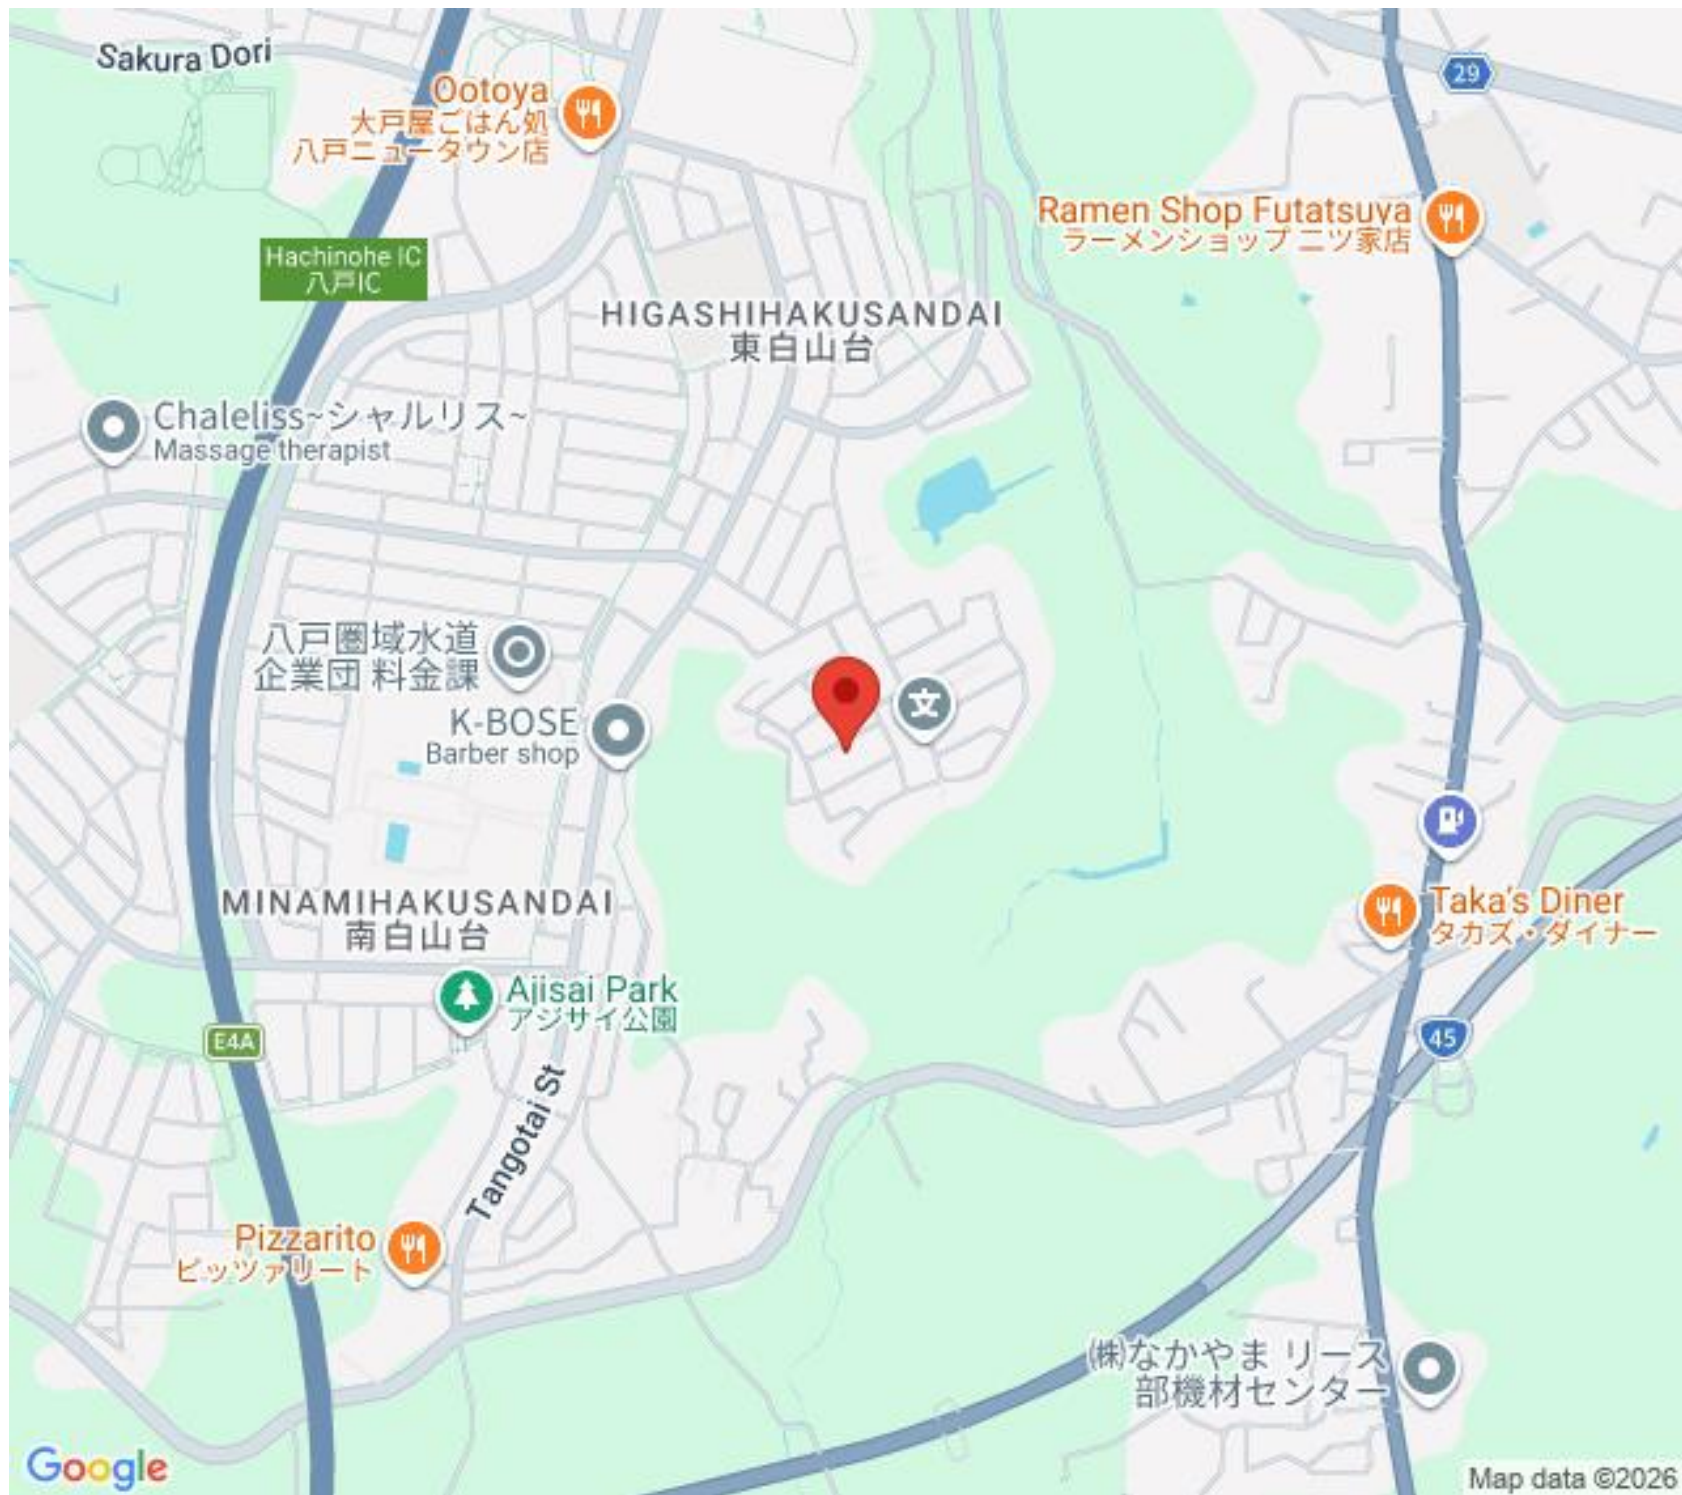 Sakura Dori
Ootoya
大戸屋ごはん処
八戸ニュータウン店
29
Ramen Shop Futatsuya
ラーメンショップ 二ツ家店
Hachinohe IC
八戸IC
HIGASHIHAKUSANDAI
東白山台
Chaleliss~シャルリス~
Massage therapist
八戸圏域水道
企業団 料金課
K-BOSE
Barber shop
文
MINAMIHAKUSANDAI
南白山台
Taka's Diner
タカズ・ダイナー
Ajisai Park
アジサイ公園
E4A
45
Tangotai St
Pizzarito
ピッツァリート
㈱なかやま リース
部機材センター
Google
Map data ©2026